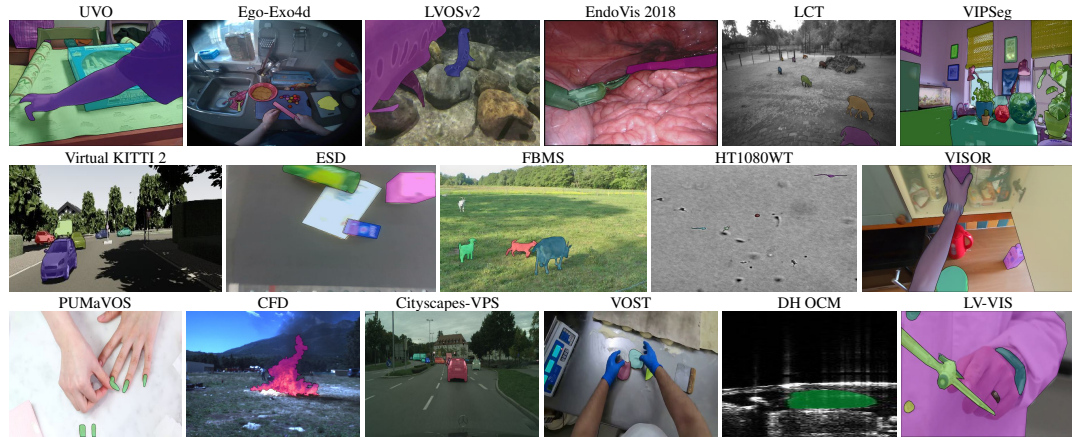 UVO
Ego-Exo4d
LVOSv2
EndoVis 2018
LCT
VIPSeg
Virtual KITTI 2
ESD
FBMS
HT1080WT
VISOR
PUMaVOS
CFD
Cityscapes-VPS
VOST
DH OCM
LV-VIS